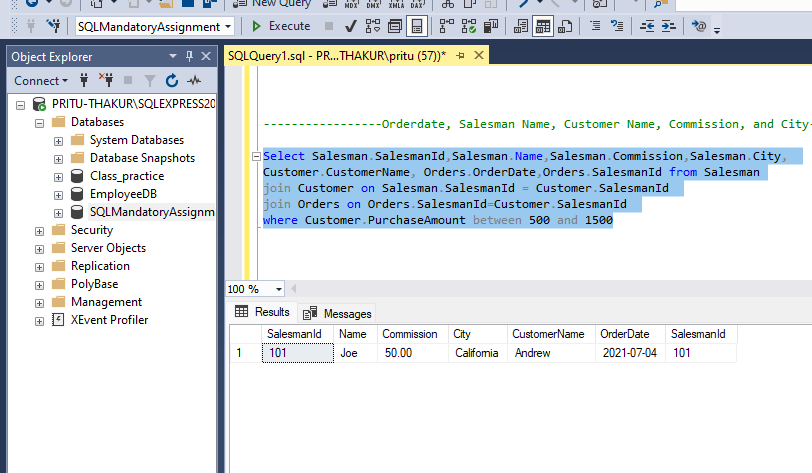 New Query
SQLMandatoryAssignment
Execute
Object Explorer
SQLQuery1.sql - PR...THAKUR\pritu (57))*
Connect
PRITU-THAKUR\SQLEXPRESS20
Databases
System Databases
Database Snapshots
Class_practice
EmployeeDB
SQLMandatoryAssignm
Security
Server Objects
Replication
PolyBase
Management
XEvent Profiler
-----------------Orderdate, Salesman Name, Customer Name, Commission, and City-
Select Salesman.SalesmanId,Salesman.Name,Salesman.Commission,Salesman.City,
Customer.CustomerName, Orders.OrderDate,Orders.SalesmanId from Salesman
join Customer on Salesman.SalesmanId = Customer.SalesmanId
join Orders on Orders.SalesmanId=Customer.SalesmanId
where Customer.PurchaseAmount between 500 and 1500
100 %
Results Messages
SalesmanId Name Commission City CustomerName OrderDate SalesmanId
1 101 Joe 50.00 California Andrew 2021-07-04 101